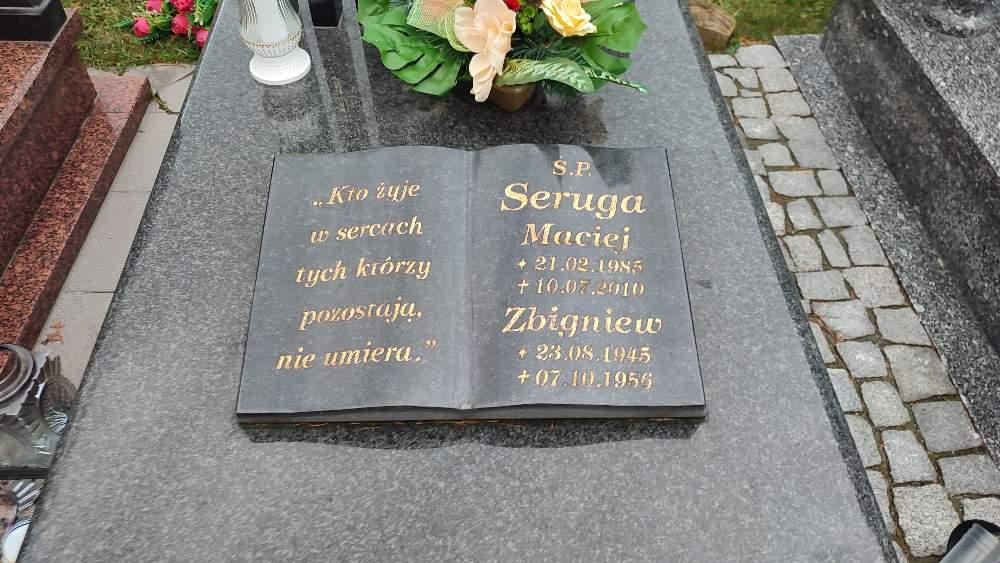 „Kto żyje
w sercach
tych którzy
pozostają,
nie umiera.”
Ś.P.
Seruga
Maciej
✦ 21.02.1985
✝ 10.07.2010
Zbigniew
✦ 23.08.1945
✝ 07.10.1956